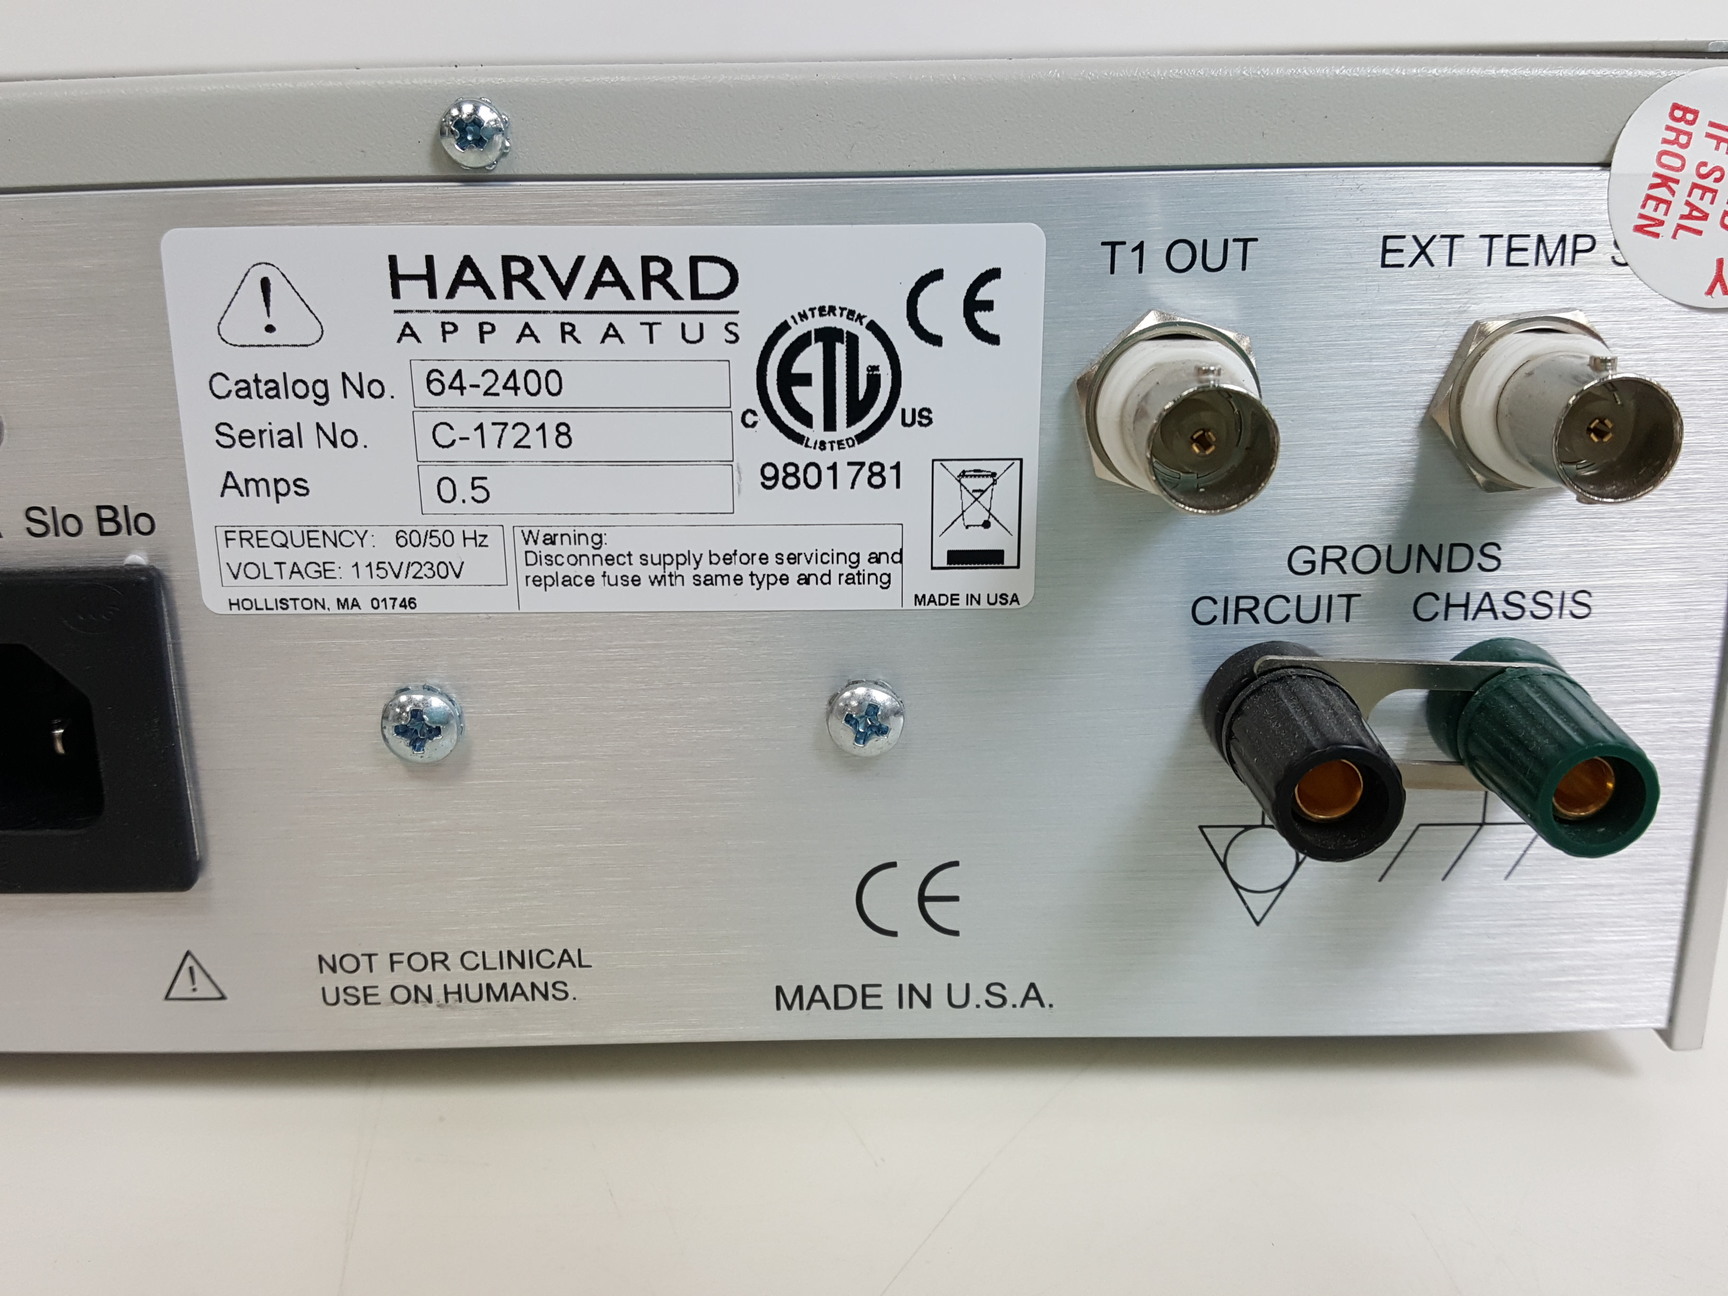 HARVARD
APPARATUS
CE
INTERTEK
ETL
LISTED
C US
9801781
Catalog No. 64-2400
Serial No. C-17218
Amps 0.5
FREQUENCY: 60/50 Hz
VOLTAGE: 115V/230V
Warning:
Disconnect supply before servicing and
replace fuse with same type and rating
HOLLISTON, MA 01746
MADE IN USA
T1 OUT
EXT TEMP
IF SEAL
BROKEN
Slo Blo
GROUNDS
CIRCUIT CHASSIS
CE
NOT FOR CLINICAL
USE ON HUMANS.
MADE IN U.S.A.